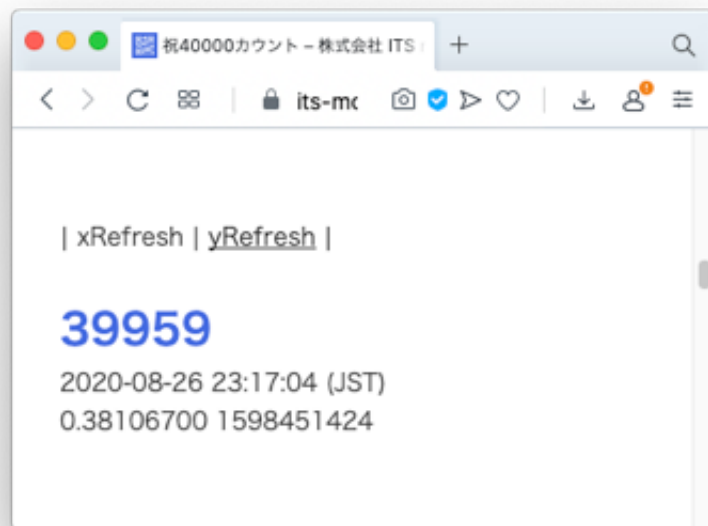 祝40000カウント – 株式会社 ITS
its-mc
| xRefresh | yRefresh |
39959
2020-08-26 23:17:04 (JST)
0.38106700 1598451424